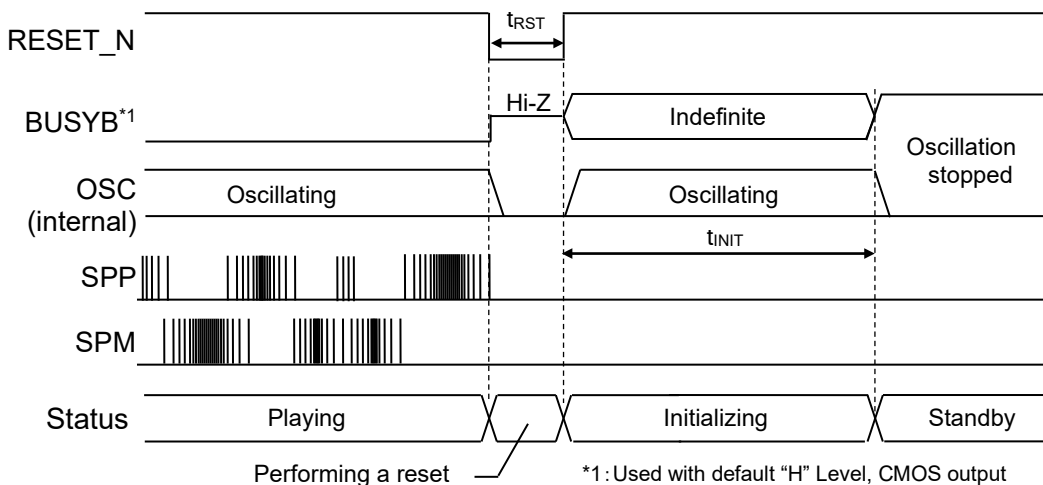 tRST
RESET_N
Hi-Z
BUSYB*1
Indefinite
Oscillation
stopped
OSC
(internal)
Oscillating
Oscillating
tINIT
SPP
SPM
Status
Playing
Initializing
Standby
Performing a reset
*1:Used with default “H” Level, CMOS output